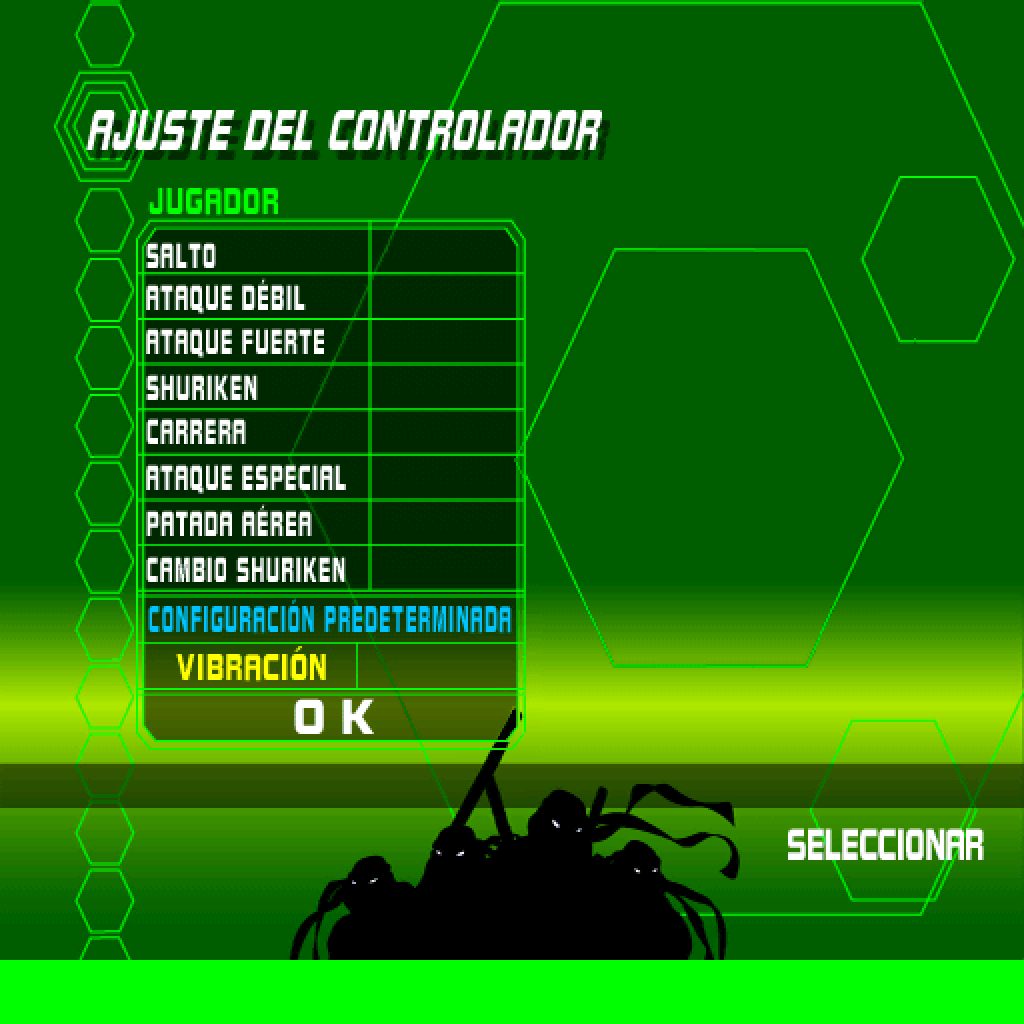 AJUSTE DEL CONTROLADOR
JUGADOR
SALTO
ATAQUE DÉBIL
ATAQUE FUERTE
SHURIKEN
CARRERA
ATAQUE ESPECIAL
PATADA AÉREA
CAMBIO SHURIKEN
CONFIGURACIÓN PREDETERMINADA
VIBRACIÓN
OK
SELECCIONAR